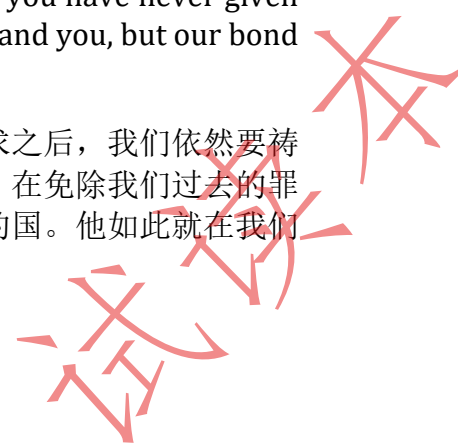 you have never given
and you, but our bond
求之后，我们依然要祷
在免除我们过去的罪
的国。他如此就在我们
试读本